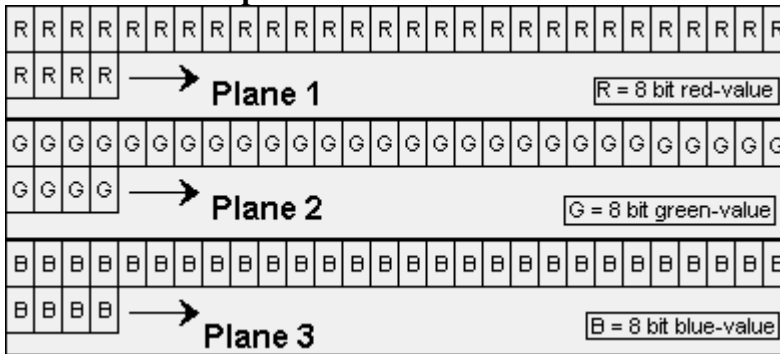 R R R R R R R R R R R R R R R R R R R R R R R R R R R R
R R R R
Plane 1
R = 8 bit red-value
G G G G G G G G G G G G G G G G G G G G G G G G G G G G
G G G G
Plane 2
G = 8 bit green-value
B B B B B B B B B B B B B B B B B B B B B B B B B B B B
B B B B
Plane 3
B = 8 bit blue-value